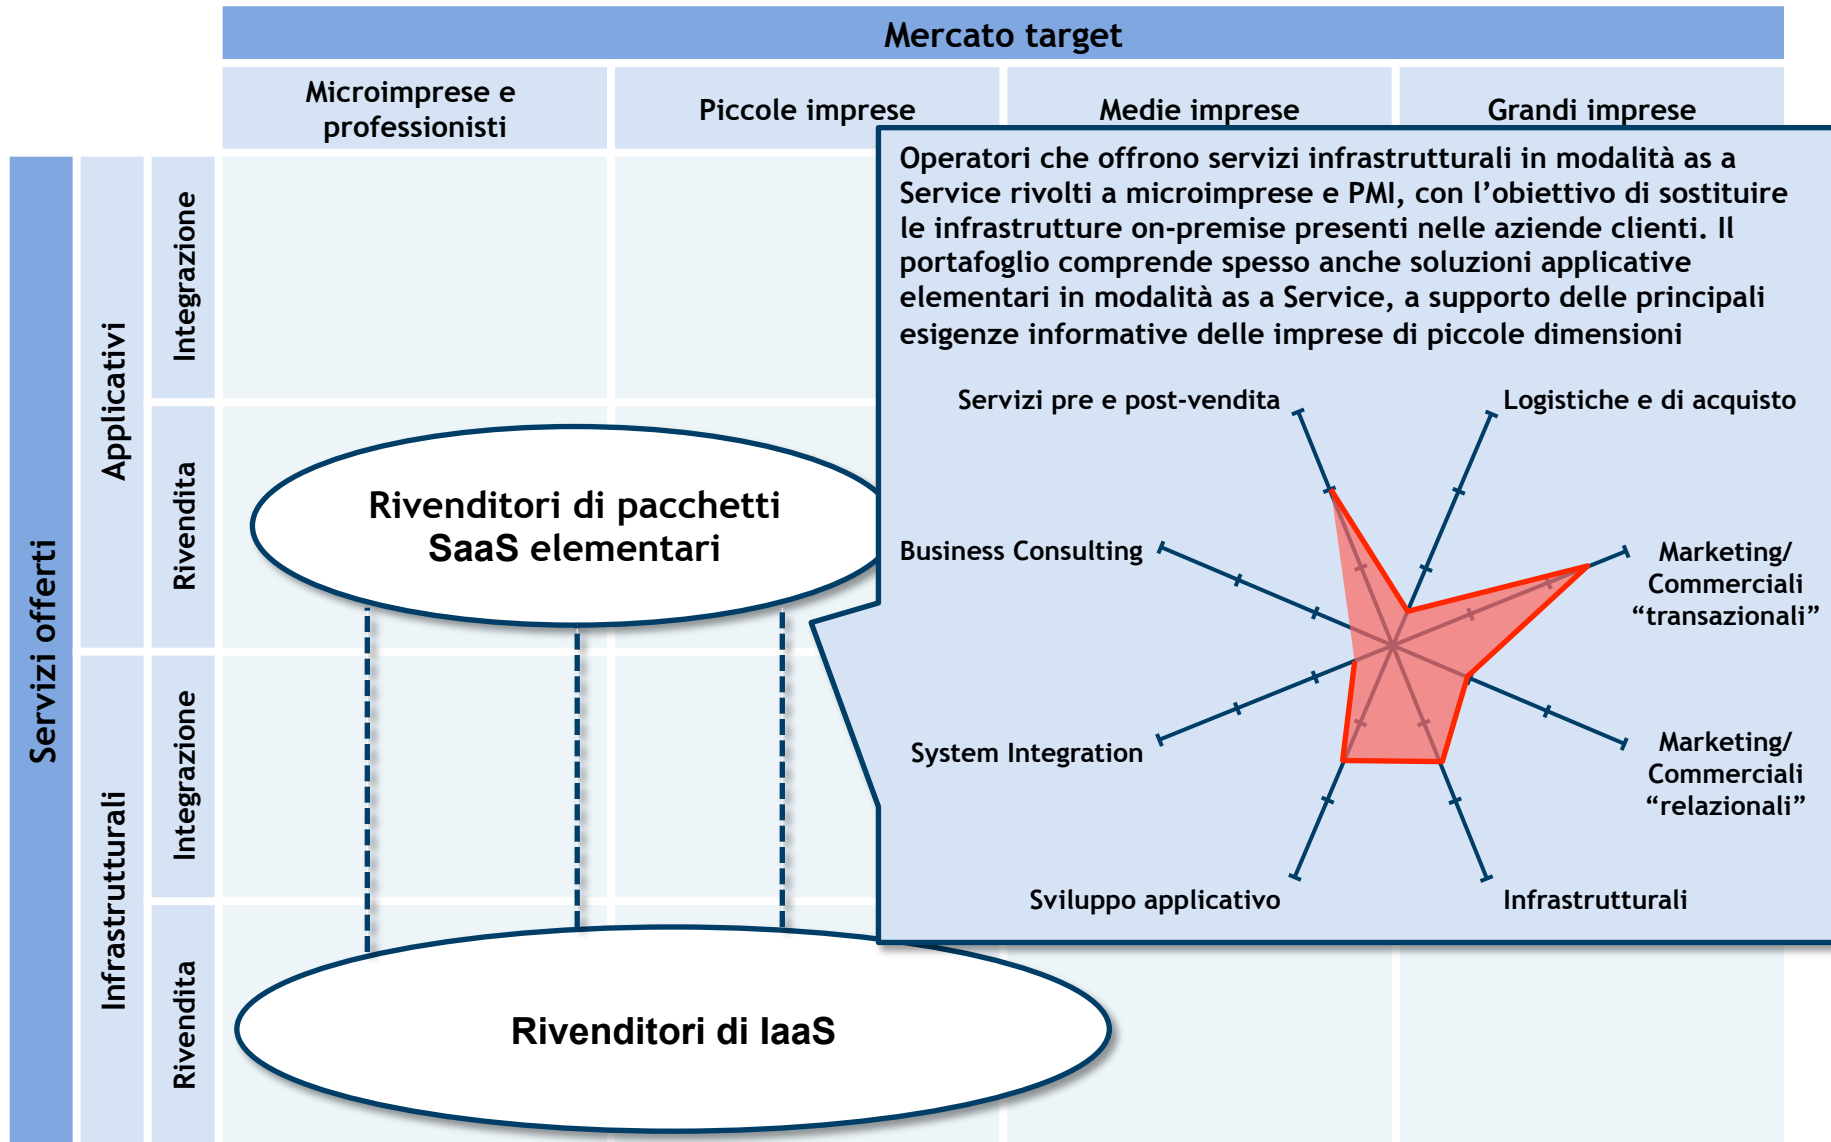 Mercato target
Microimprese e
professionisti
Piccole imprese
Medie imprese
Grandi imprese
Servizi offerti
Applicativi
Integrazione
Rivendita
Infrastrutturali
Integrazione
Rivendita
Operatori che offrono servizi infrastrutturali in modalità as a
Service rivolti a microimprese e PMI, con l’obiettivo di sostituire
le infrastrutture on-premise presenti nelle aziende clienti. Il
portafoglio comprende spesso anche soluzioni applicative
elementari in modalità as a Service, a supporto delle principali
esigenze informative delle imprese di piccole dimensioni
Servizi pre e post-vendita
Logistiche e di acquisto
Business Consulting
Marketing/
Commerciali
“transazionali”
System Integration
Marketing/
Commerciali
“relazionali”
Sviluppo applicativo
Infrastrutturali
Rivenditori di pacchetti
SaaS elementari
Rivenditori di IaaS